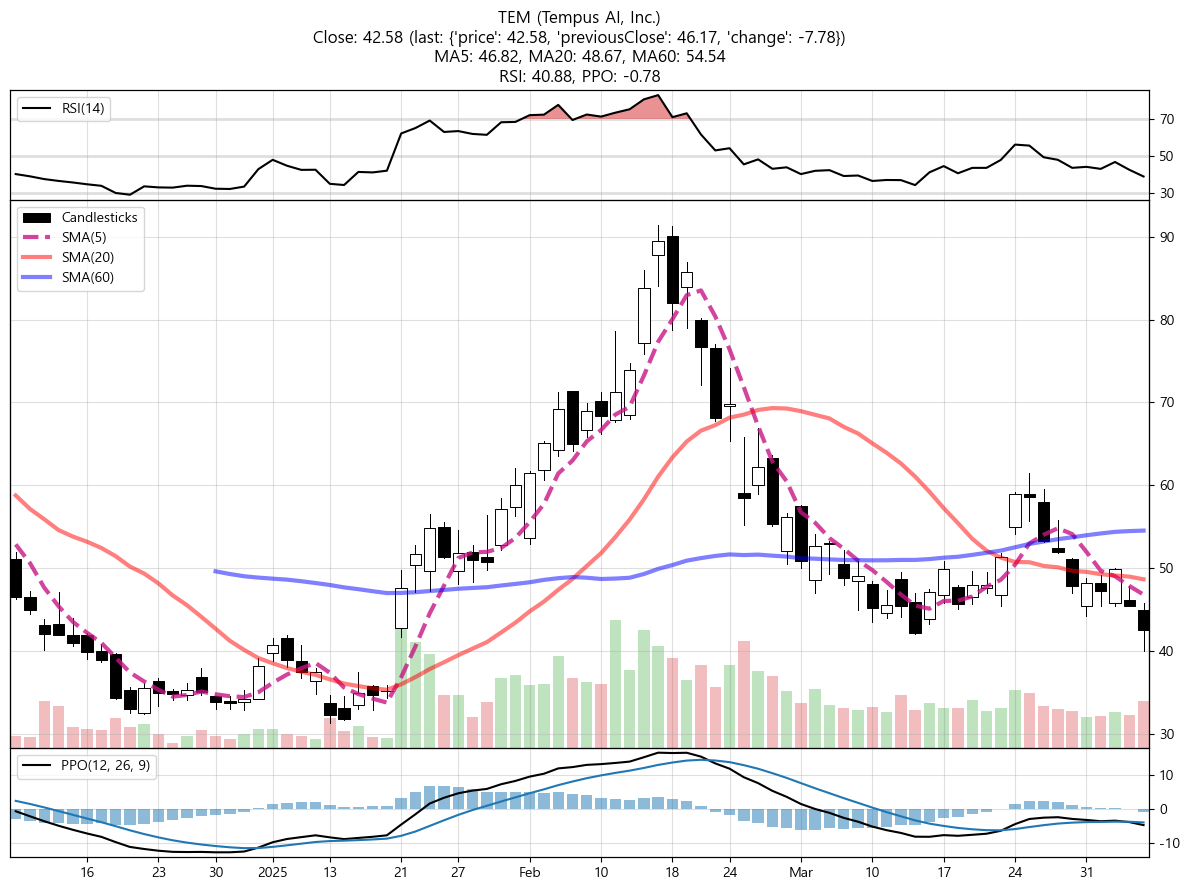 TEM (Tempus AI, Inc.)
Close: 42.58 (last: {'price': 42.58, 'previousClose': 46.17, 'change': -7.78})
MA5: 46.82, MA20: 48.67, MA60: 54.54
RSI: 40.88, PPO: -0.78
RSI(14)
70
50
30
Candlesticks
SMA(5)
SMA(20)
SMA(60)
90
80
70
60
50
40
30
PPO(12, 26, 9)
10
0
-10
16 23 30 2025 13 21 27 Feb 10 18 24 Mar 10 17 24 31